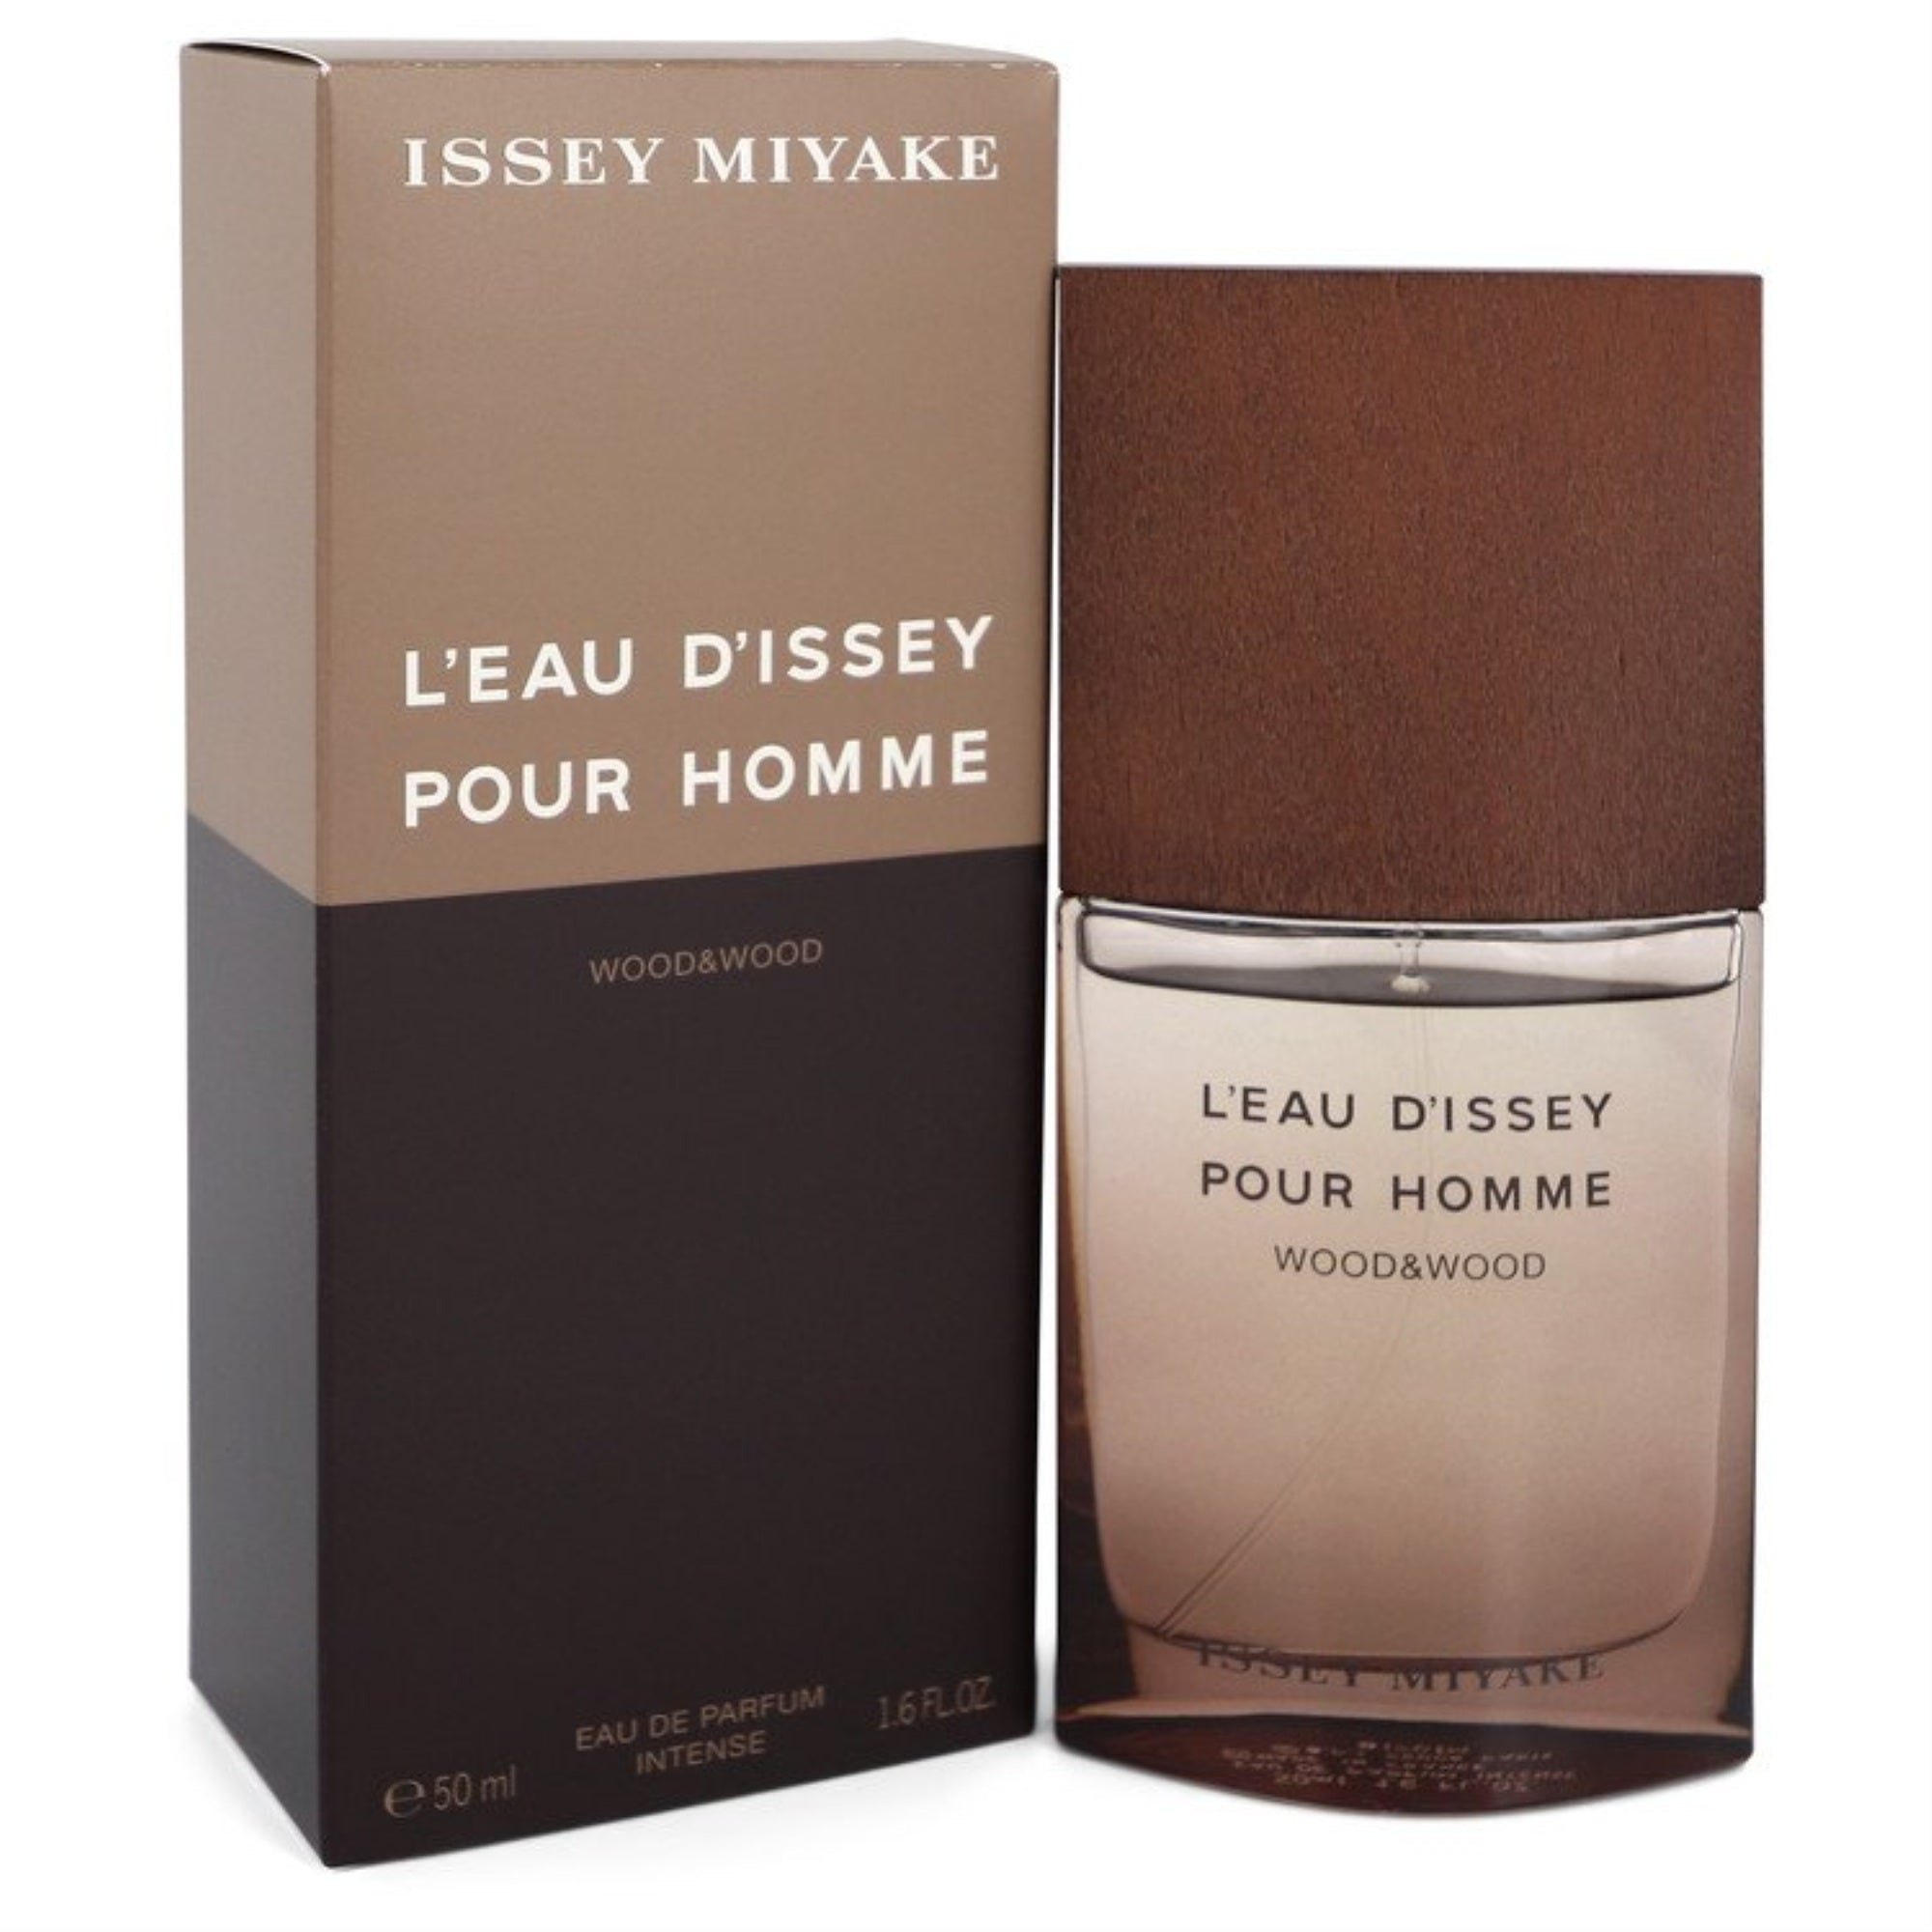 ISSEY MIYAKE
L'EAU D'ISSEY
POUR HOMME
WOOD&WOOD
EAU DE PARFUM
INTENSE
1.6 FL.OZ.
℮ 50 ml
L'EAU D'ISSEY
POUR HOMME
WOOD&WOOD
ISSEY MIYAKE